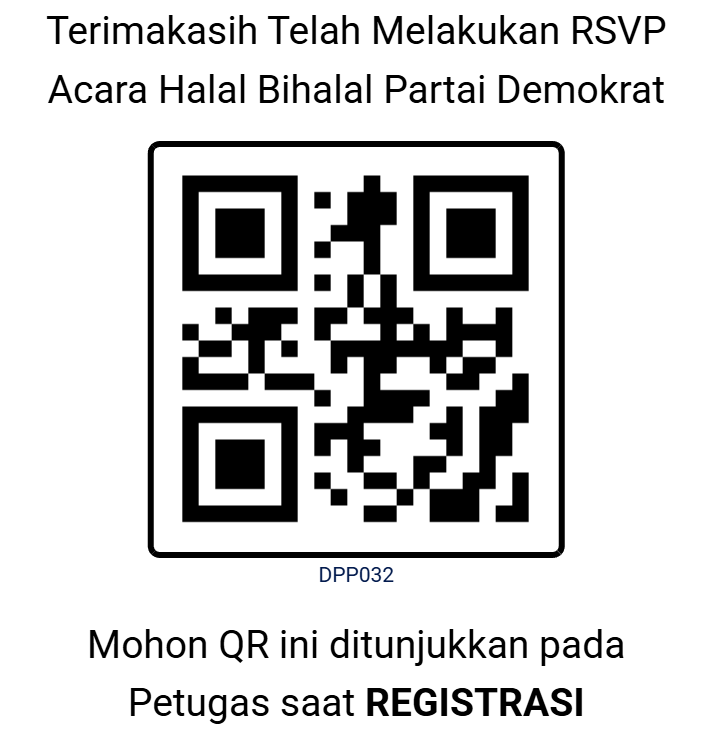 Terimakasih Telah Melakukan RSVP
Acara Halal Bihalal Partai Demokrat
DPP032
Mohon QR ini ditunjukkan pada
Petugas saat REGISTRASI